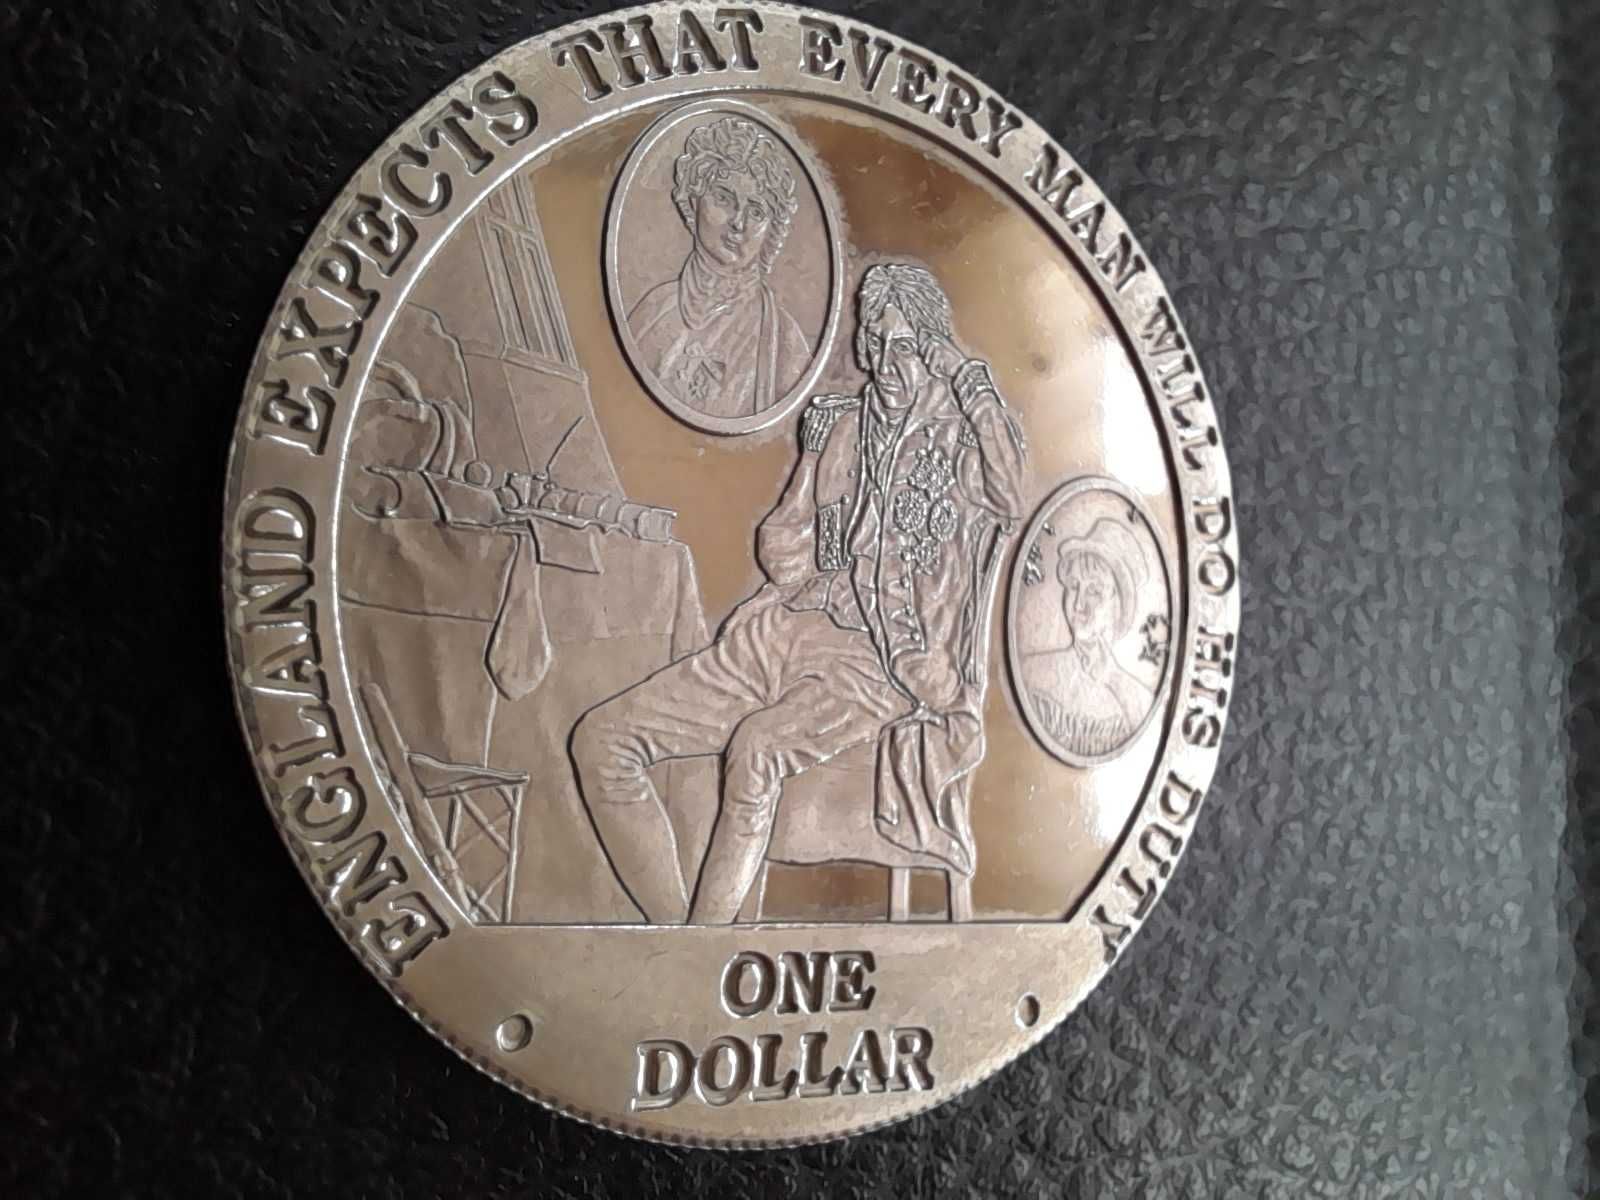 ENGLAND EXPECTS THAT EVERY MAN WILL DO HIS DUTY
ONE
DOLLAR